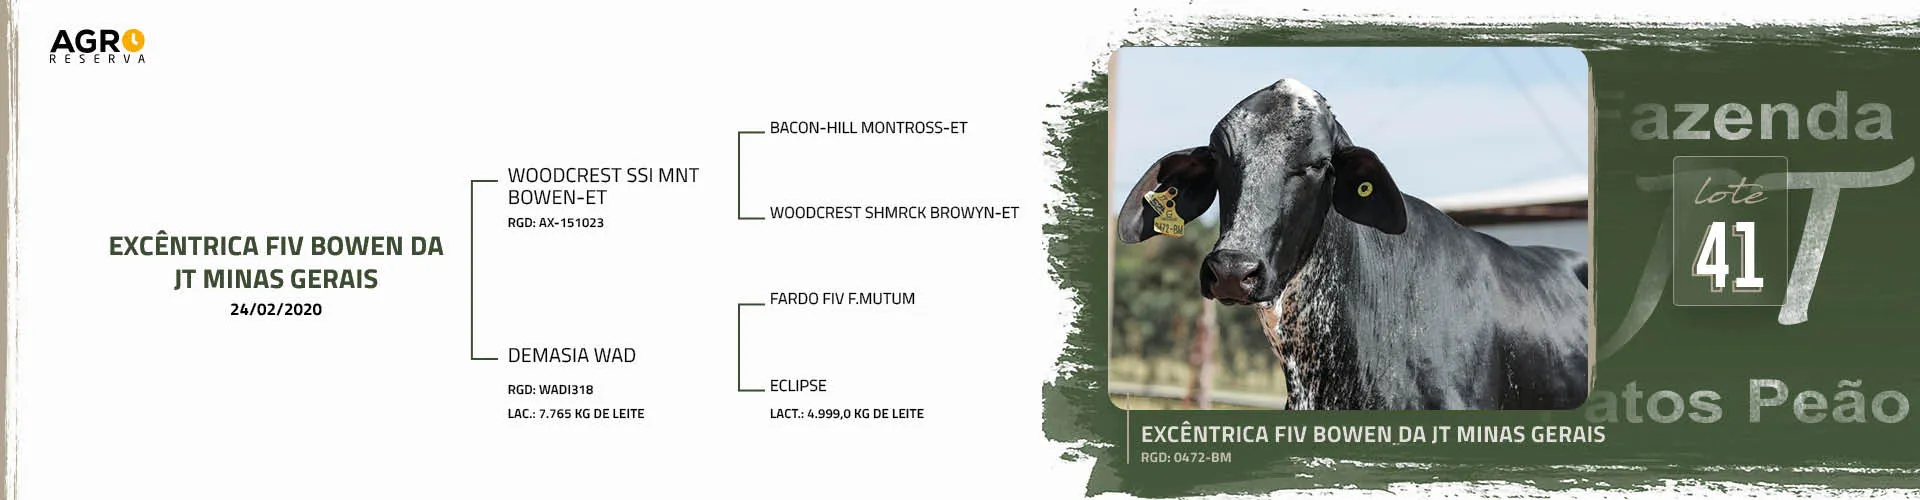 AGRO
RESERVA
EXCÊNTRICA FIV BOWEN DA
JT MINAS GERAIS
24/02/2020
WOODCREST SSI MNT
BOWEN-ET
RGD: AX-151023
DEMASIA WAD
RGD: WADI318
LAC.: 7.765 KG DE LEITE
BACON-HILL MONTROSS-ET
WOODCREST SHMRCK BROWYN-ET
FARDO FIV F.MUTUM
ECLIPSE
LACT.: 4.999,0 KG DE LEITE
0472-BM
Fazenda
JT
lote
41
atos Peão
EXCÊNTRICA FIV BOWEN DA JT MINAS GERAIS
RGD: 0472-BM